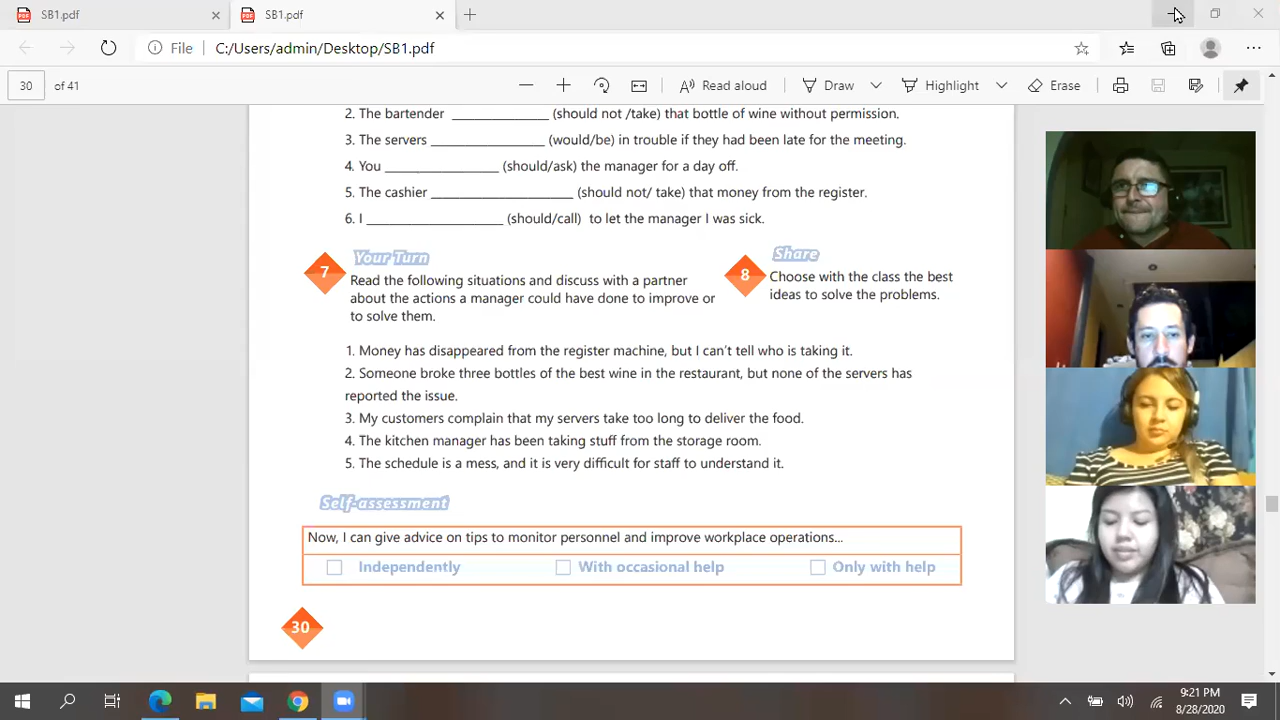 SB1.pdf
SB1.pdf
File C:/Users/admin/Desktop/SB1.pdf
30 of 41 Read aloud Draw Highlight Erase
2. The bartender ________________ (should not /take) that bottle of wine without permission.
3. The servers ___________________ (would/be) in trouble if they had been late for the meeting.
4. You ___________________ (should/ask) the manager for a day off.
5. The cashier ________________________ (should not/ take) that money from the register.
6. I _______________________ (should/call) to let the manager I was sick.
7 Your Turn
Read the following situations and discuss with a partner
about the actions a manager could have done to improve or
to solve them.
8 Share
Choose with the class the best
ideas to solve the problems.
1. Money has disappeared from the register machine, but I can't tell who is taking it.
2. Someone broke three bottles of the best wine in the restaurant, but none of the servers has
reported the issue.
3. My customers complain that my servers take too long to deliver the food.
4. The kitchen manager has been taking stuff from the storage room.
5. The schedule is a mess, and it is very difficult for staff to understand it.
Self-assessment
Now, I can give advice on tips to monitor personnel and improve workplace operations...
Independently With occasional help Only with help
30
9:21 PM
8/28/2020